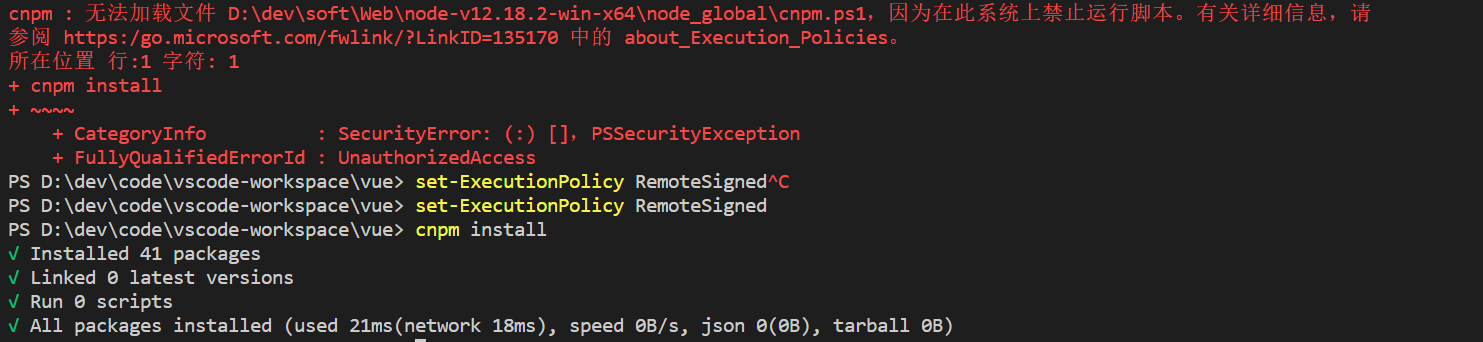 cnpm : 无法加载文件 D:\dev\soft\Web\node-v12.18.2-win-x64\node_global\cnpm.ps1，因为在此系统上禁止运行脚本。有关详细信息，请
参阅 https:/go.microsoft.com/fwlink/?LinkID=135170 中的 about_Execution_Policies。
所在位置 行:1 字符: 1
+ cnpm install
+ ~~~~
    + CategoryInfo          : SecurityError: (:) []，PSSecurityException
    + FullyQualifiedErrorId : UnauthorizedAccess
PS D:\dev\code\vscode-workspace\vue> set-ExecutionPolicy RemoteSigned^C
PS D:\dev\code\vscode-workspace\vue> set-ExecutionPolicy RemoteSigned
PS D:\dev\code\vscode-workspace\vue> cnpm install
√ Installed 41 packages
√ Linked 0 latest versions
√ Run 0 scripts
√ All packages installed (used 21ms(network 18ms), speed 0B/s, json 0(0B), tarball 0B)